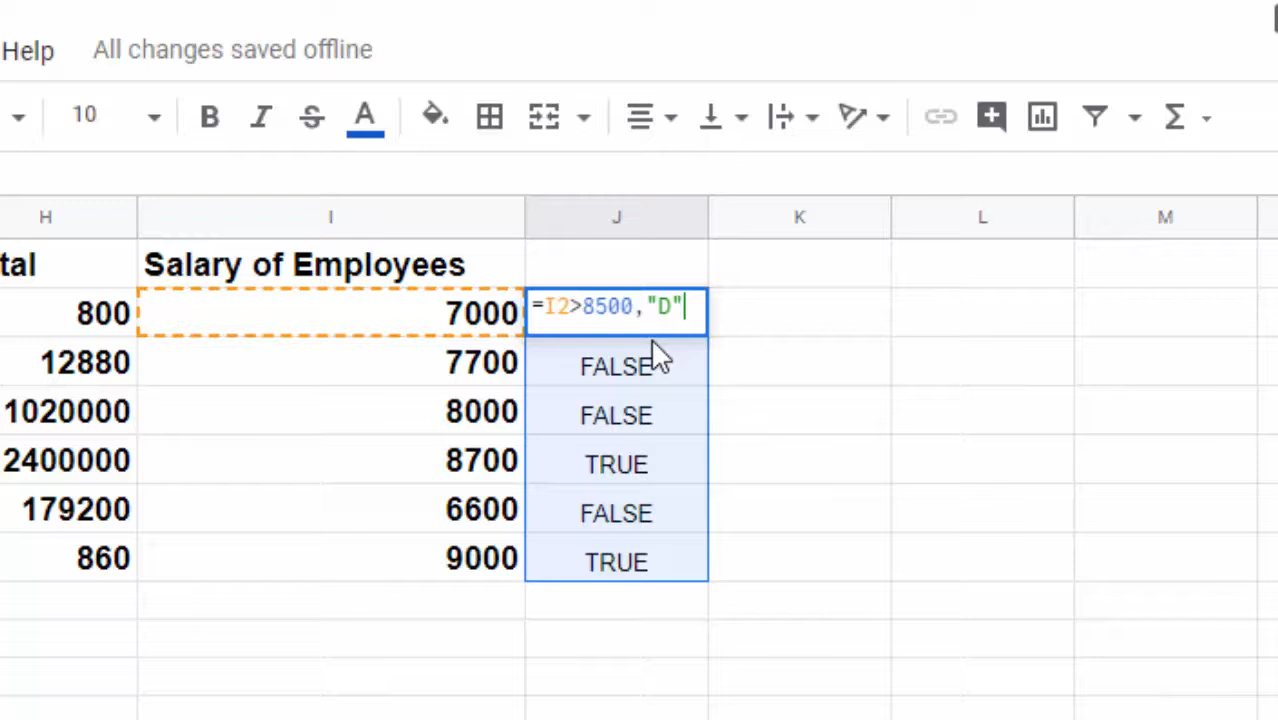 Help All changes saved offline
10 B I S A Σ
H I J K L M
tal Salary of Employees
800 7000 =I2>8500,"D"
12880 7700 FALSE
1020000 8000 FALSE
2400000 8700 TRUE
179200 6600 FALSE
860 9000 TRUE